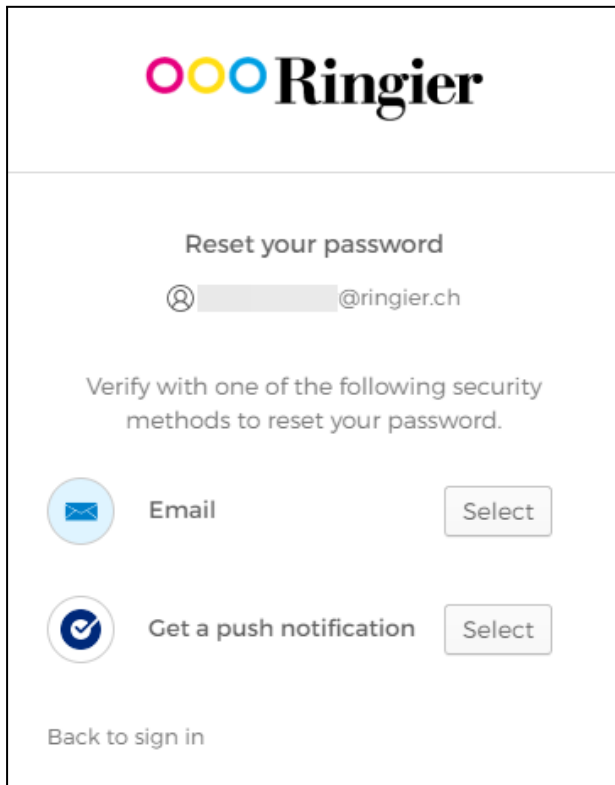 Ringier
Reset your password
@ringier.ch
Verify with one of the following security
methods to reset your password.
Email Select
Get a push notification Select
Back to sign in